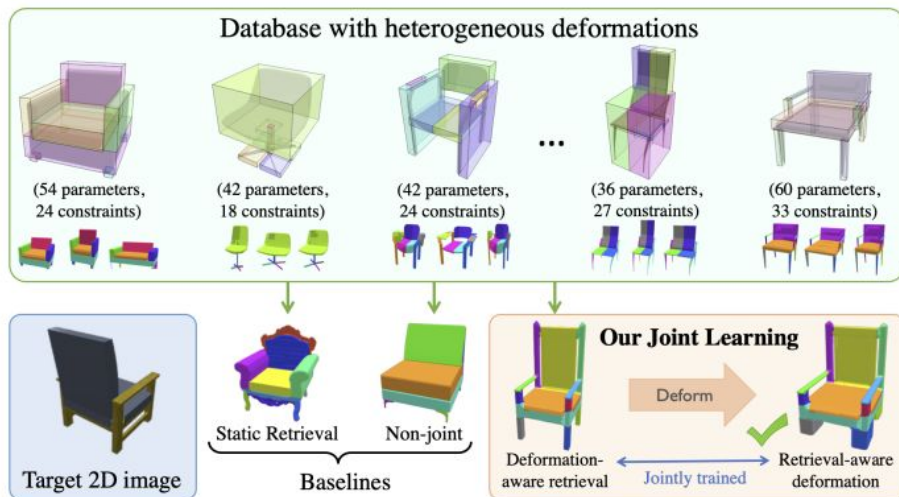 Database with heterogeneous deformations
(54 parameters,
24 constraints)
(42 parameters,
18 constraints)
(42 parameters,
24 constraints)
...
(36 parameters,
27 constraints)
(60 parameters,
33 constraints)
Target 2D image
Static Retrieval
Non-joint
Baselines
Our Joint Learning
Deform
Deformation-
aware retrieval
Jointly trained
Retrieval-aware
deformation